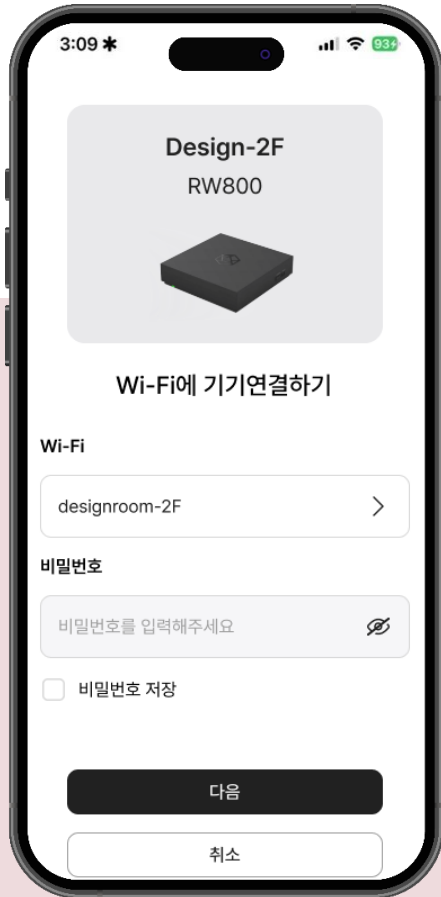 3:09
93
Design-2F
RW800
Wi-Fi에 기기연결하기
Wi-Fi
designroom-2F
비밀번호
비밀번호를 입력해주세요
비밀번호 저장
다음
취소